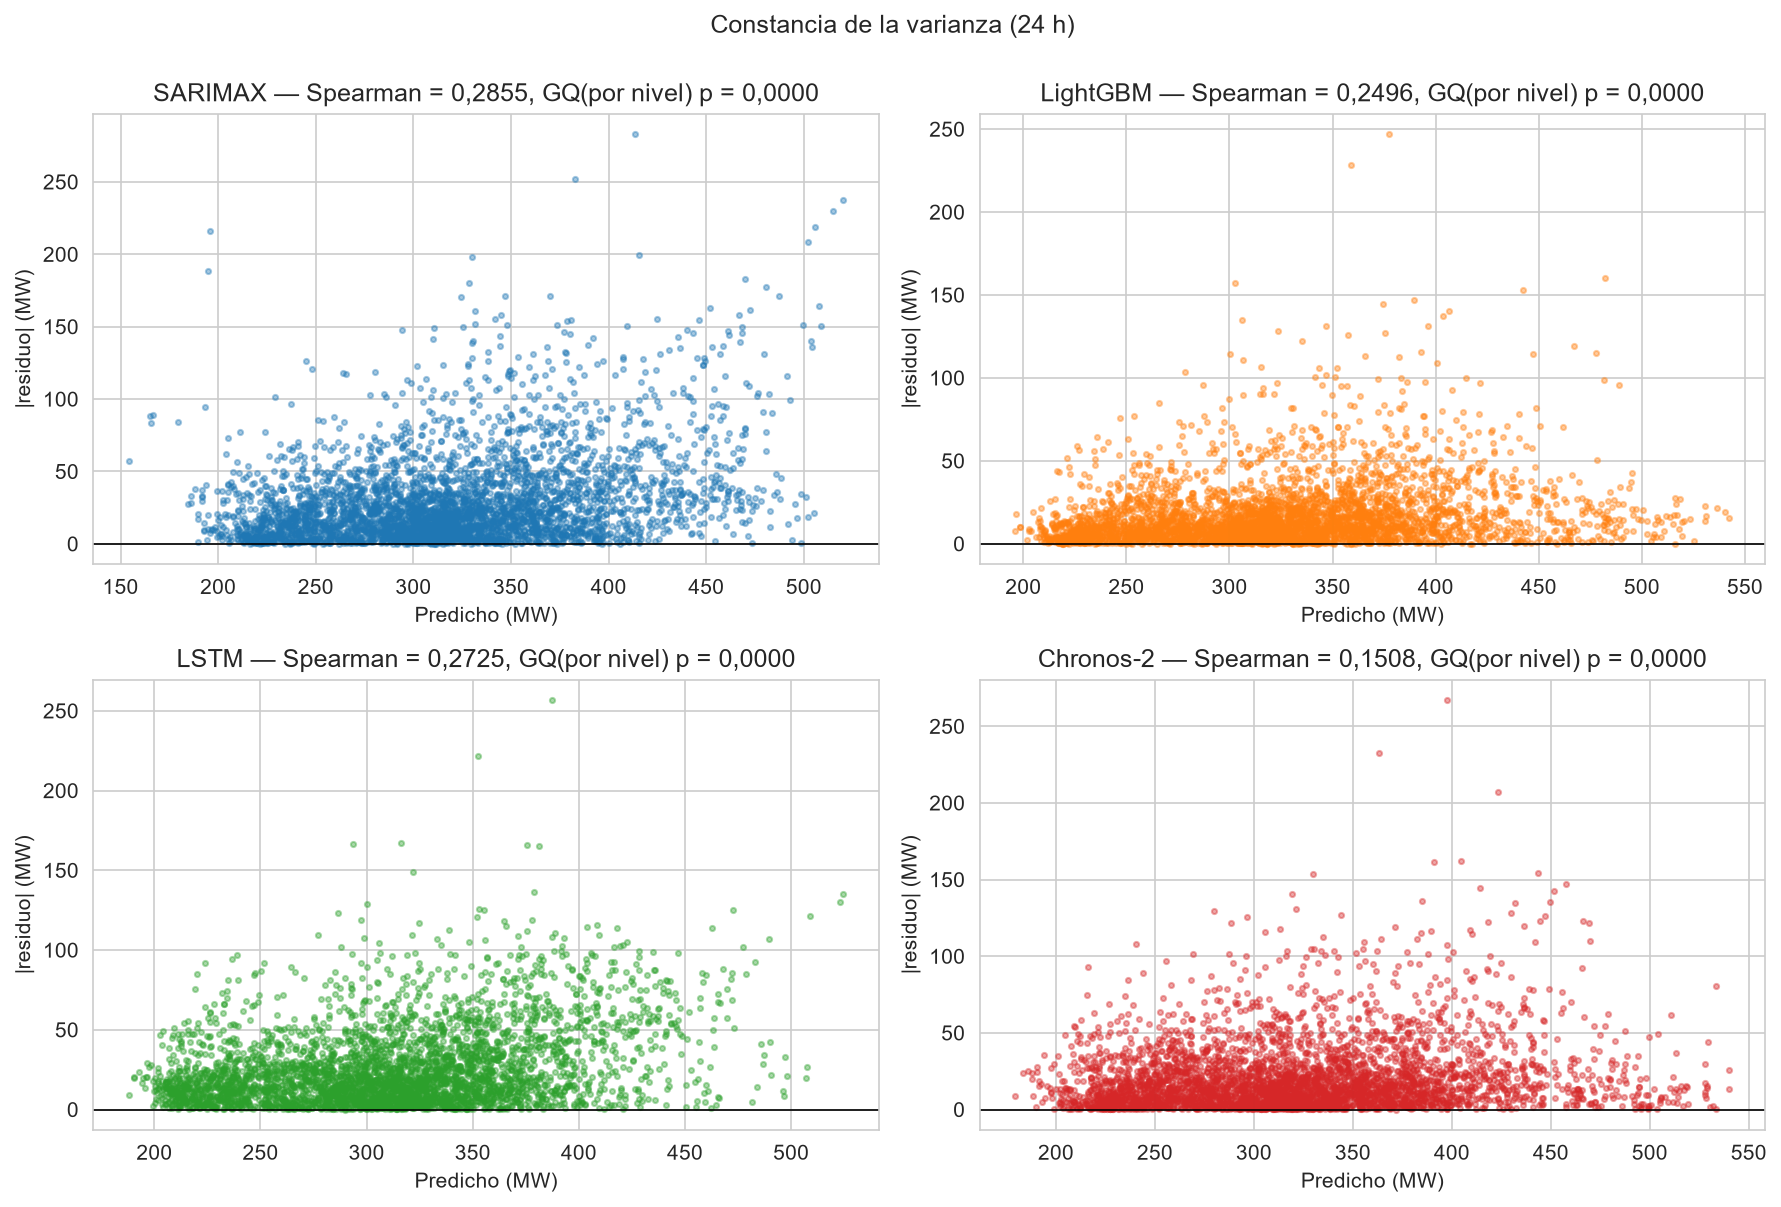 Constancia de la varianza (24 h)
SARIMAX — Spearman = 0,2855, GQ(por nivel) p = 0,0000
|residuo| (MW)
250
200
150
100
50
0
150 200 250 300 350 400 450 500
Predicho (MW)
LightGBM — Spearman = 0,2496, GQ(por nivel) p = 0,0000
|residuo| (MW)
250
200
150
100
50
0
200 250 300 350 400 450 500 550
Predicho (MW)
LSTM — Spearman = 0,2725, GQ(por nivel) p = 0,0000
|residuo| (MW)
250
200
150
100
50
0
200 250 300 350 400 450 500
Predicho (MW)
Chronos-2 — Spearman = 0,1508, GQ(por nivel) p = 0,0000
|residuo| (MW)
250
200
150
100
50
0
200 250 300 350 400 450 500 550
Predicho (MW)